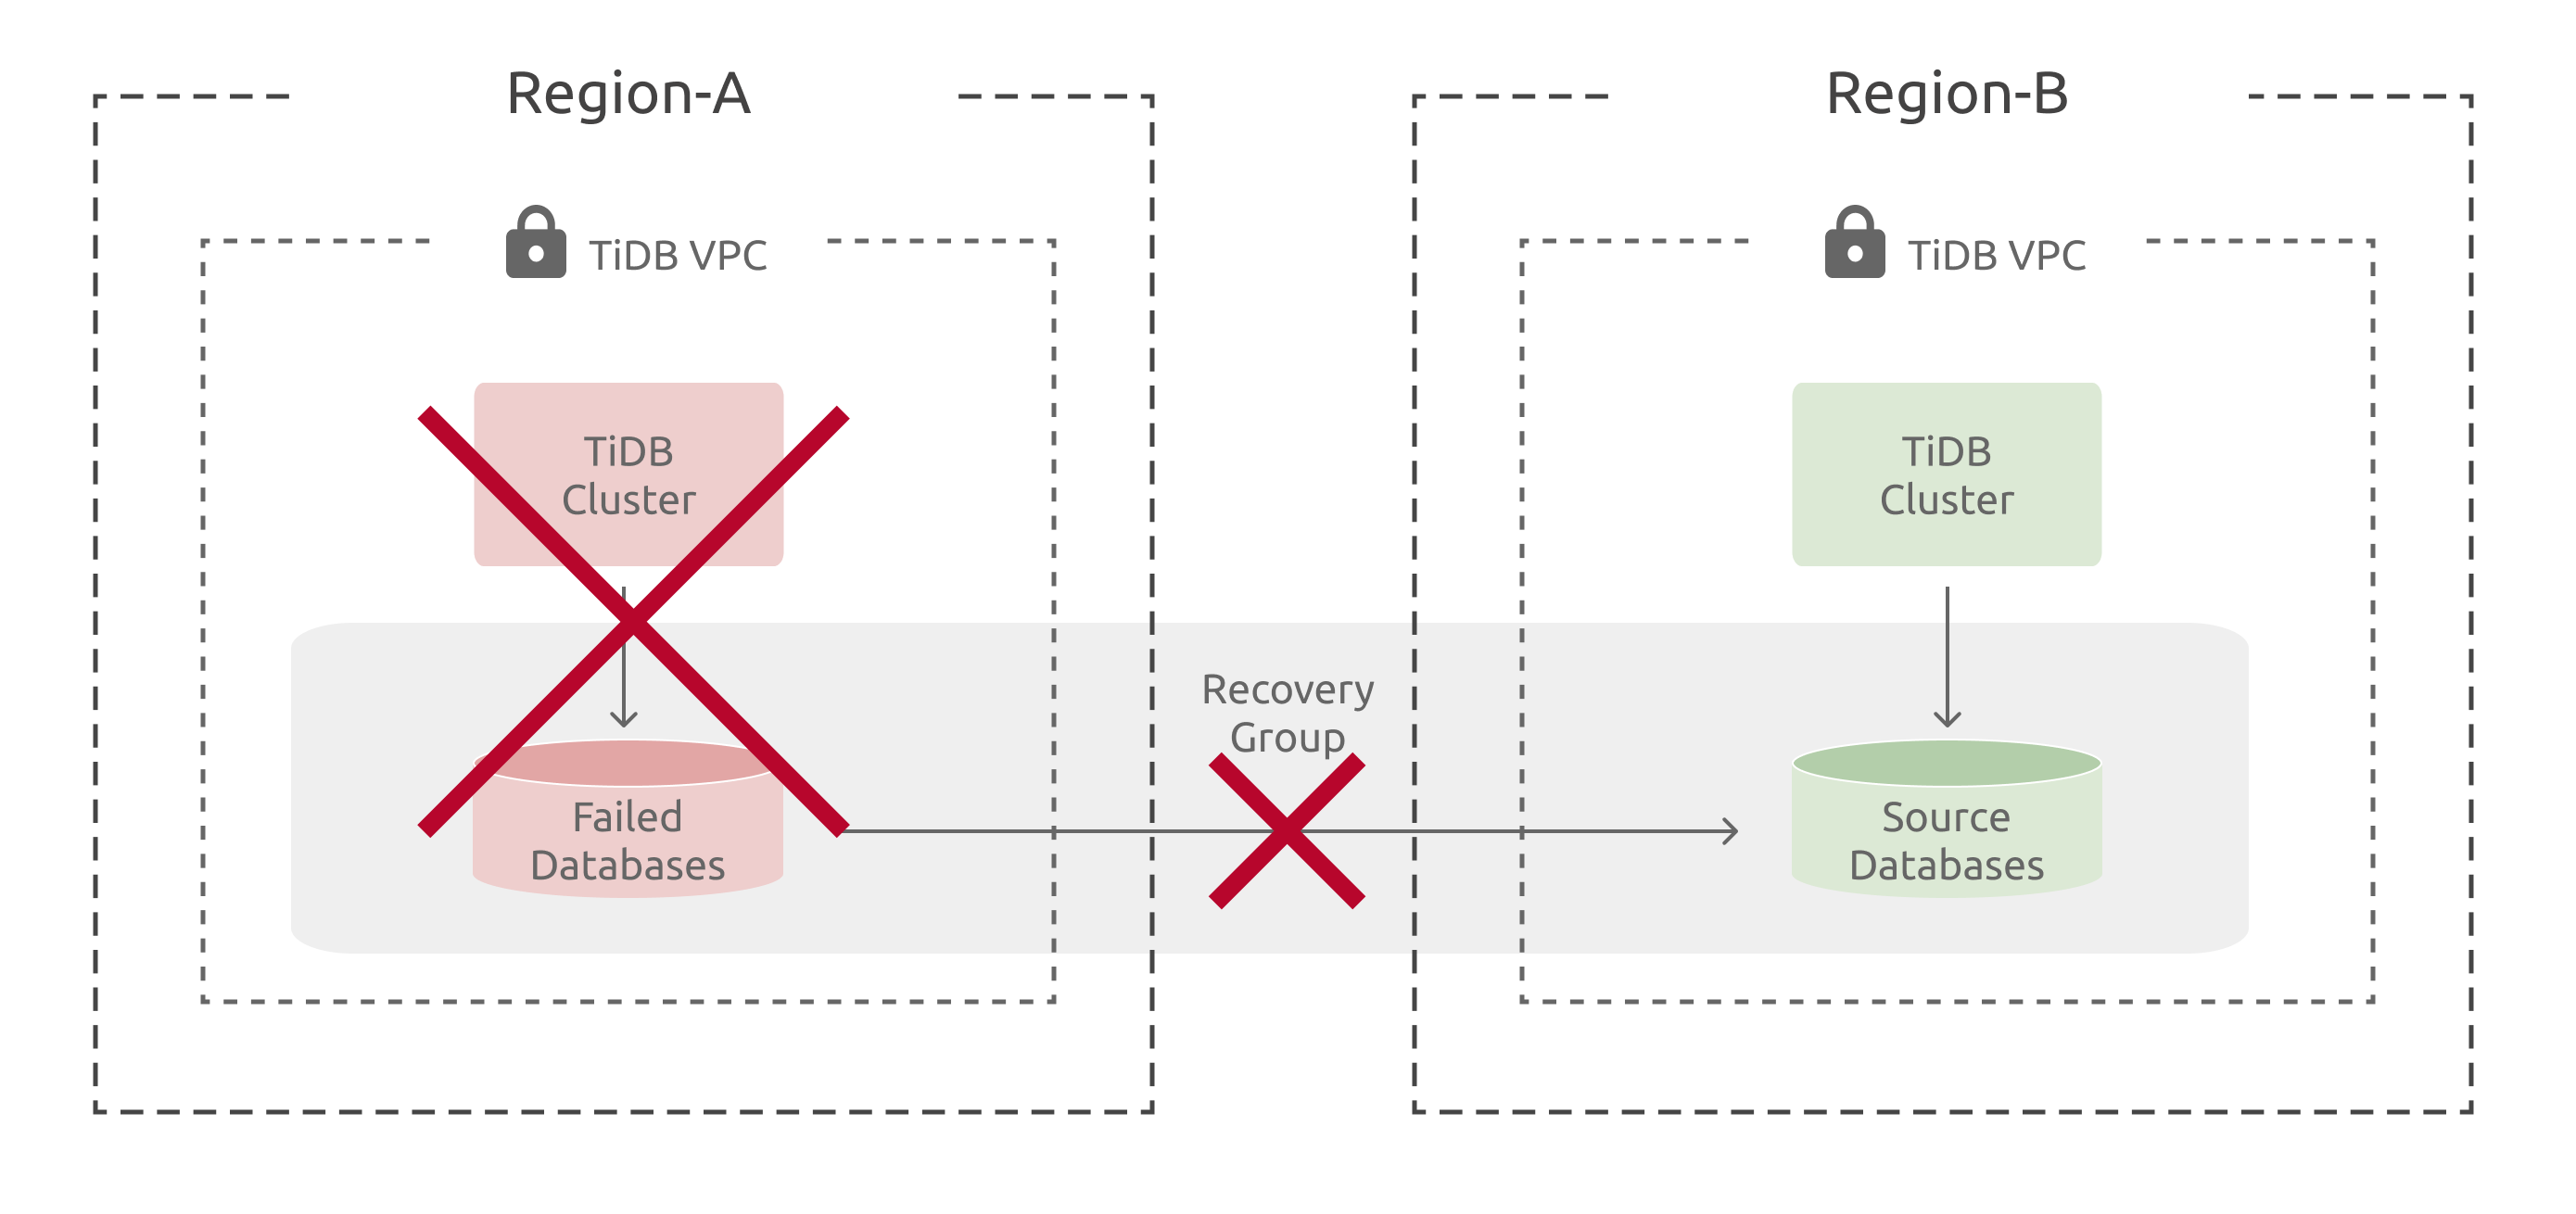 Region-A
Region-B
TiDB VPC
TiDB VPC
TiDB
Cluster
TiDB
Cluster
Recovery
Group
Failed
Databases
Source
Databases